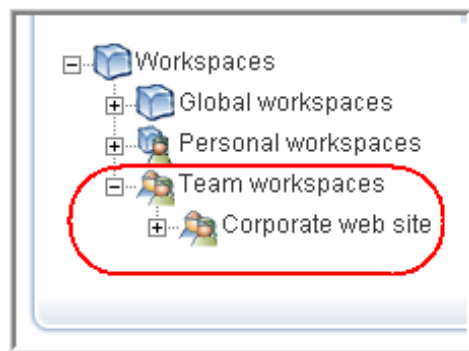 Workspaces
Global workspaces
Personal workspaces
Team workspaces
Corporate web site